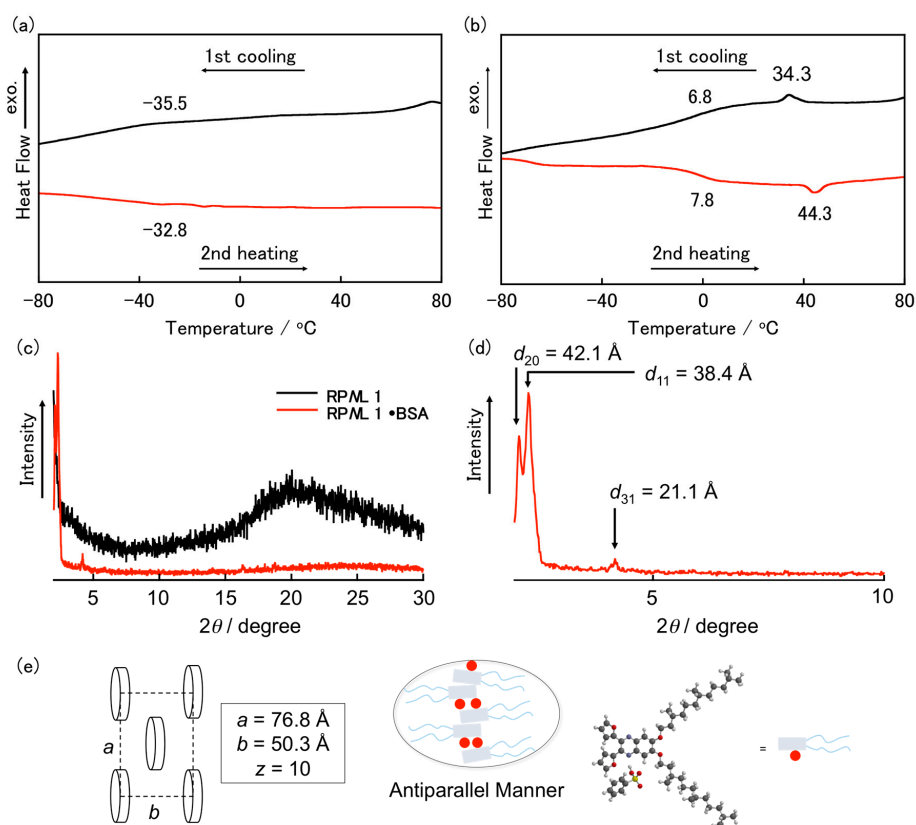 (a)
1st cooling
−35.5
−32.8
2nd heating
Heat Flow
exo.
−80
−40
0
40
80
Temperature / °C
(b)
1st cooling
34.3
6.8
7.8
44.3
2nd heating
Heat Flow
exo.
−80
−40
0
40
80
Temperature / °C
(c)
RPML 1
RPML 1 •BSA
Intensity
5
10
15
20
25
30
2θ / degree
(d)
d20 = 42.1 Å
d11 = 38.4 Å
d31 = 21.1 Å
Intensity
5
10
2θ / degree
(e)
a
b
a = 76.8 Å
b = 50.3 Å
z = 10
Antiparallel Manner
=